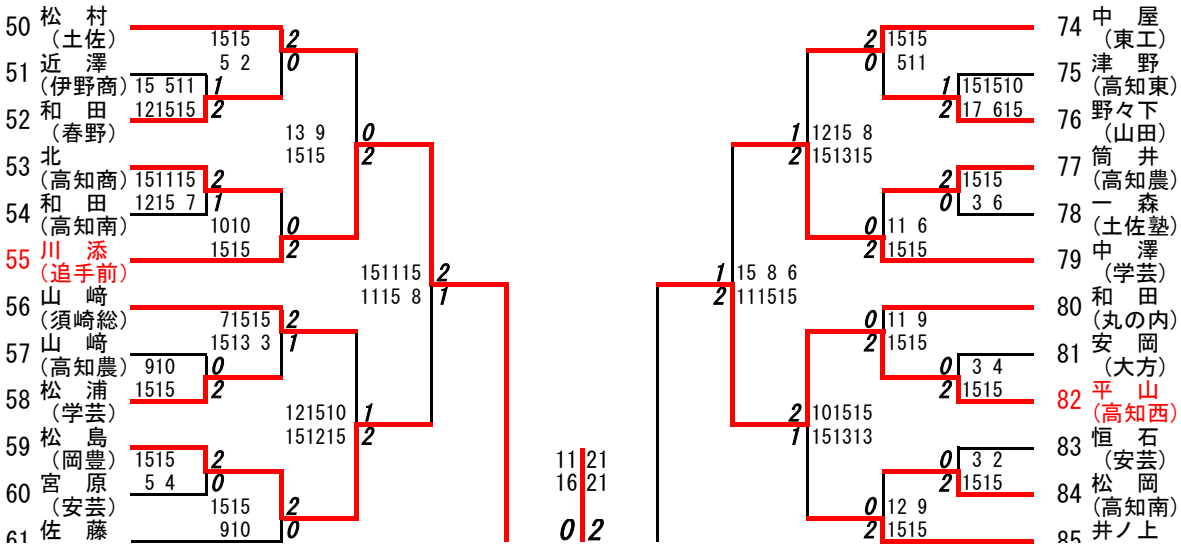 50 松 村
(土佐)
51 近 澤
(伊野商)
52 和 田
(春野)
53 北
(高知商)
54 和 田
(高知南)
55 川 添
(追手前)
56 山 﨑
(須崎総)
57 山 﨑
(高知農)
58 松 浦
(学芸)
59 松 島
(岡豊)
60 宮 原
(安芸)
61 佐 藤
1515 2
5 2 0
15 511 1
121515 2
13 9 0
1515 2
151115 2
1215 7 1
1010 0
1515 2
151115 2
1115 8 1
71515 2
1513 3 1
910 0
1515 2
121510 1
151215 2
1515 2
5 4 0
1515 2
910 0
11 21
16 21
0 2
2 1515
0 511
1 151510
2 17 615
1 1215 8
2 151315
2 1515
0 3 6
0 11 6
2 1515
1 15 8 6
2 111515
0 11 9
2 1515
0 3 4
2 1515
2 101515
1 151313
0 3 2
2 1515
0 12 9
2 1515
74 中 屋
(東工)
75 津 野
(高知東)
76 野々下
(山田)
77 筒 井
(高知農)
78 一 森
(土佐塾)
79 中 澤
(学芸)
80 和 田
(丸の内)
81 安 岡
(大方)
82 平 山
(高知西)
83 恒 石
(安芸)
84 松 岡
(高知南)
85 井ノ上